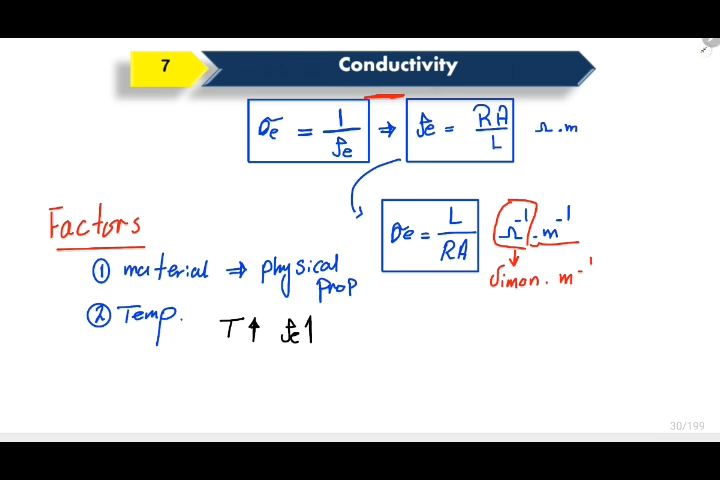 7 Conductivity
σe = 1/ρe ⇒ ρe = RA/L Ω.m
σe = L/RA Ω⁻¹.m⁻¹
Simon. m⁻¹
Factors
① material ⇒ physical prop
② Temp. T↑ ρe↑
30/199